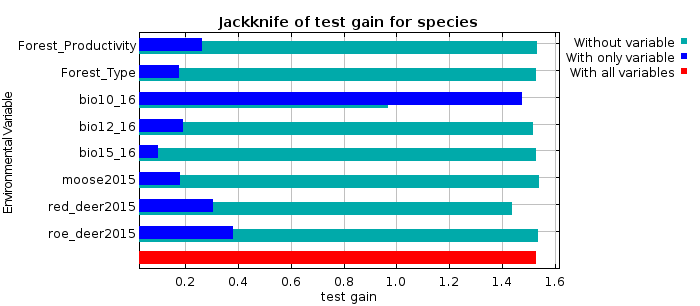 Jackknife of test gain for species
Without variable
With only variable
With all variables
Environmental Variable
Forest_Productivity
Forest_Type
bio10_16
bio12_16
bio15_16
moose2015
red_deer2015
roe_deer2015
0.2 0.4 0.6 0.8 1.0 1.2 1.4 1.6
test gain